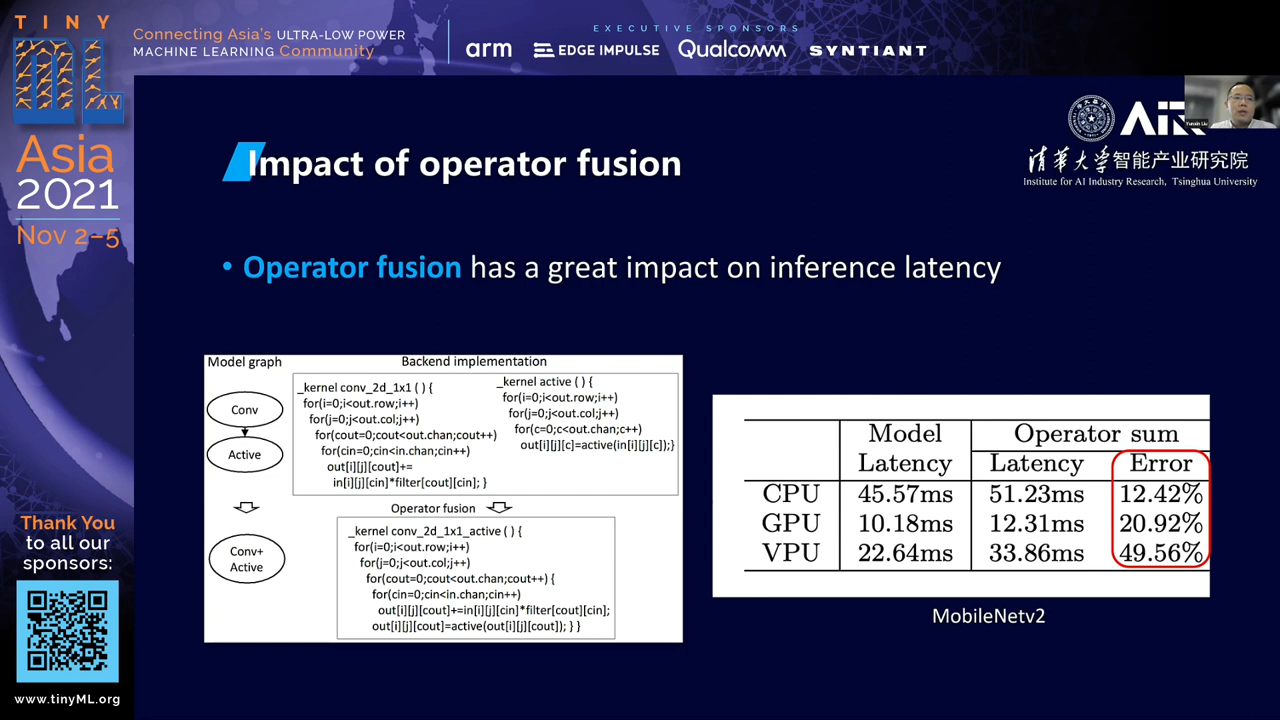 TINY
ML
Asia
2021
Nov 2–5
Thank You
to all our
sponsors:
www.tinyML.org
Connecting Asia's ULTRA-LOW POWER
MACHINE LEARNING Community
EXECUTIVE SPONSORS
arm EDGE IMPULSE Qualcomm SYNTIANT
Yunxin Liu
AIR
清华大学智能产业研究院
Institute for AI Industry Research, Tsinghua University
Impact of operator fusion
• Operator fusion has a great impact on inference latency
Model graph
Backend implementation
Conv
Active
_kernel conv_2d_1x1 ( ) {
for(i=0;i<out.row;i++)
for(j=0;j<out.col;j++)
for(cout=0;cout<out.chan;cout++)
for(cin=0;cin<in.chan;cin++)
out[i][j][cout]+=
in[i][j][cin]*filter[cout][cin]; }
_kernel active ( ) {
for(i=0;i<out.row;i++)
for(j=0;j<out.col;j++)
for(c=0;c<out.chan;c++)
out[i][j][c]=active(in[i][j][c]);}
Operator fusion
Conv+
Active
_kernel conv_2d_1x1_active ( ) {
for(i=0;i<out.row;i++)
for(j=0;j<out.col;j++)
for(cout=0;cout<out.chan;cout++) {
for(cin=0;cin<in.chan;cin++)
out[i][j][cout]+=in[i][j][cin]*filter[cout][cin];
out[i][j][cout]=active(out[i][j][cout]); } }
Model Operator sum
Latency Latency Error
CPU 45.57ms 51.23ms 12.42%
GPU 10.18ms 12.31ms 20.92%
VPU 22.64ms 33.86ms 49.56%
MobileNetv2